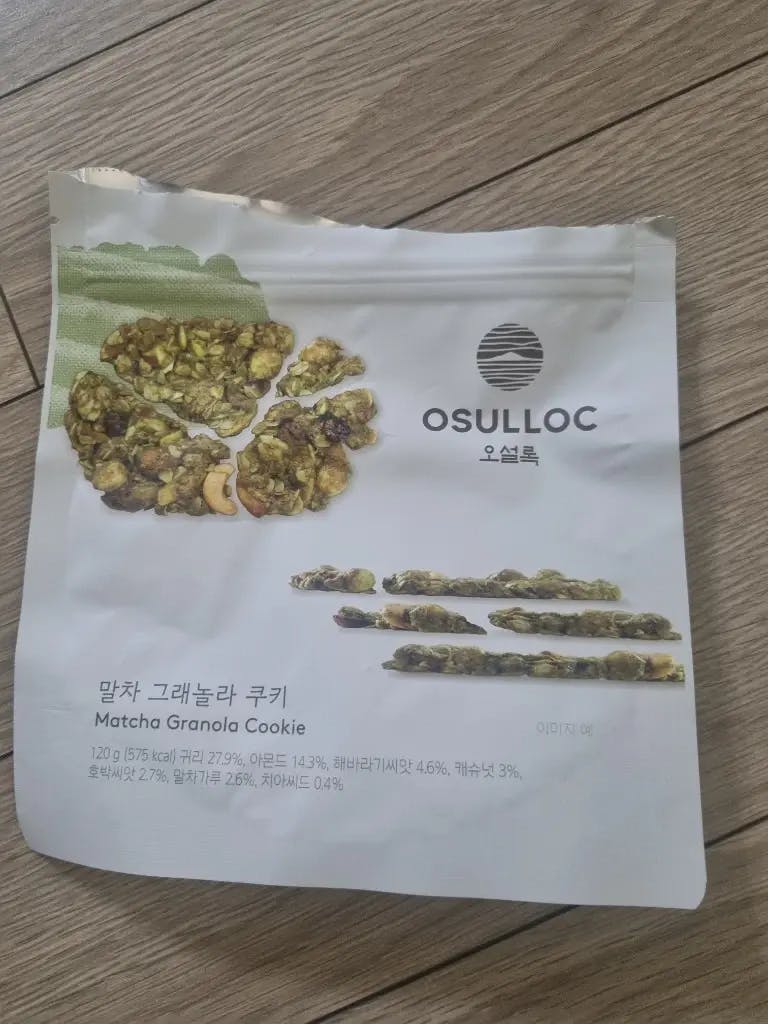 OSULLOC
오설록
말차 그래놀라 쿠키
Matcha Granola Cookie
이미지 예
120 g (575 kcal) 귀리 27.9%, 아몬드 14.3%, 해바라기씨앗 4.6%, 캐슈넛 3%,
호박씨앗 2.7%, 말차가루 2.6%, 치아씨드 0.4%